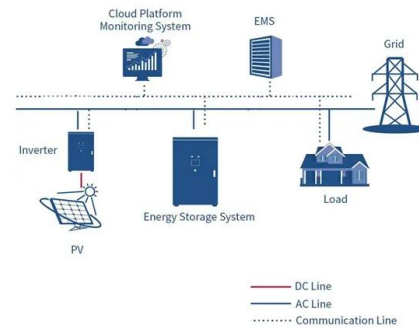 Cloud Platform
Monitoring System
EMS
Grid
Inverter
Energy Storage System
Load
PV
DC Line
AC Line
Communication Line